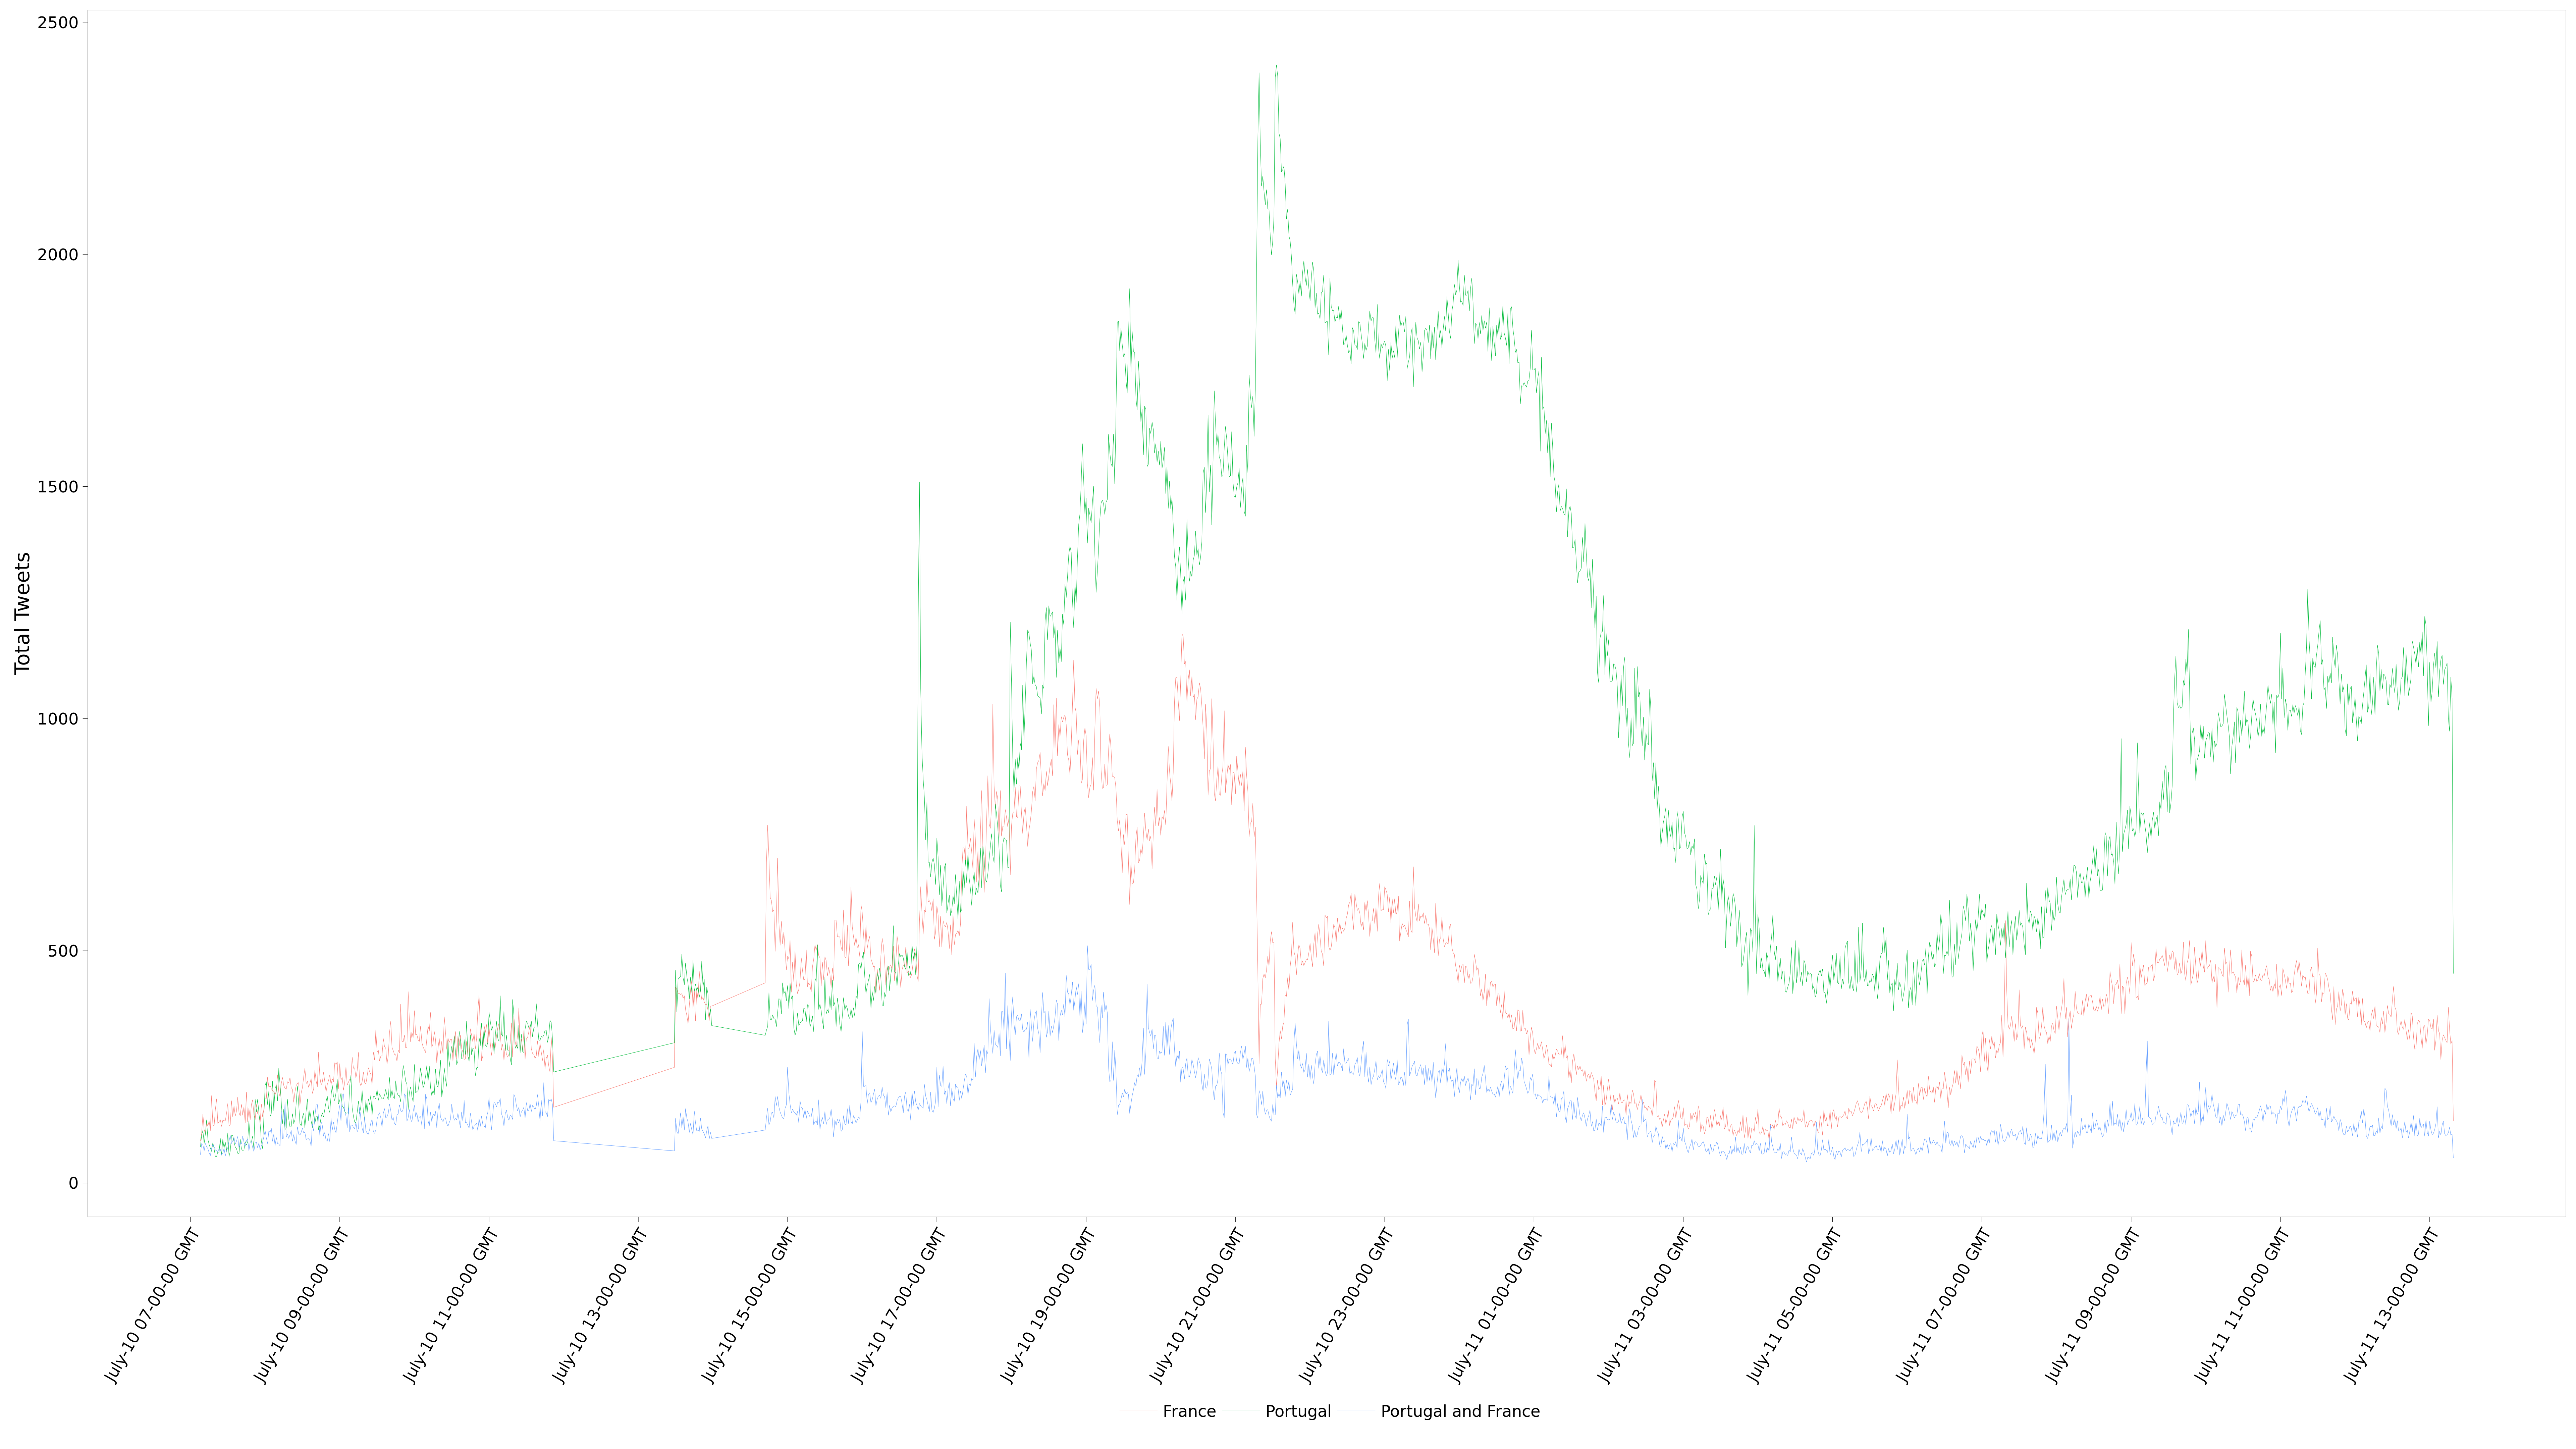 Total Tweets
2500
2000
1500
1000
500
0
July-10 07-00-00 GMT
July-10 09-00-00 GMT
July-10 11-00-00 GMT
July-10 13-00-00 GMT
July-10 15-00-00 GMT
July-10 17-00-00 GMT
July-10 19-00-00 GMT
July-10 21-00-00 GMT
July-10 23-00-00 GMT
July-11 01-00-00 GMT
July-11 03-00-00 GMT
July-11 05-00-00 GMT
July-11 07-00-00 GMT
July-11 09-00-00 GMT
July-11 11-00-00 GMT
July-11 13-00-00 GMT
France Portugal Portugal and France